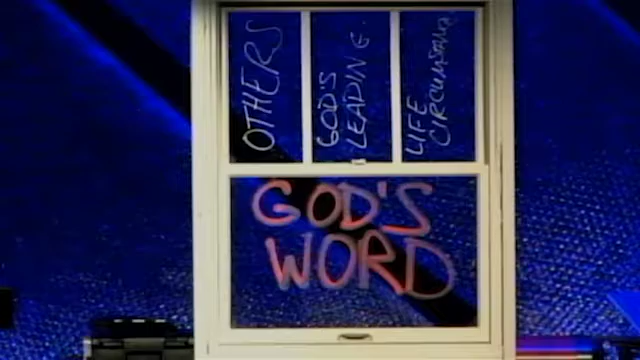 OTHERS
GOD'S
LEADING.
LIFE
CIRCUMSTANCES
GOD'S
WORD